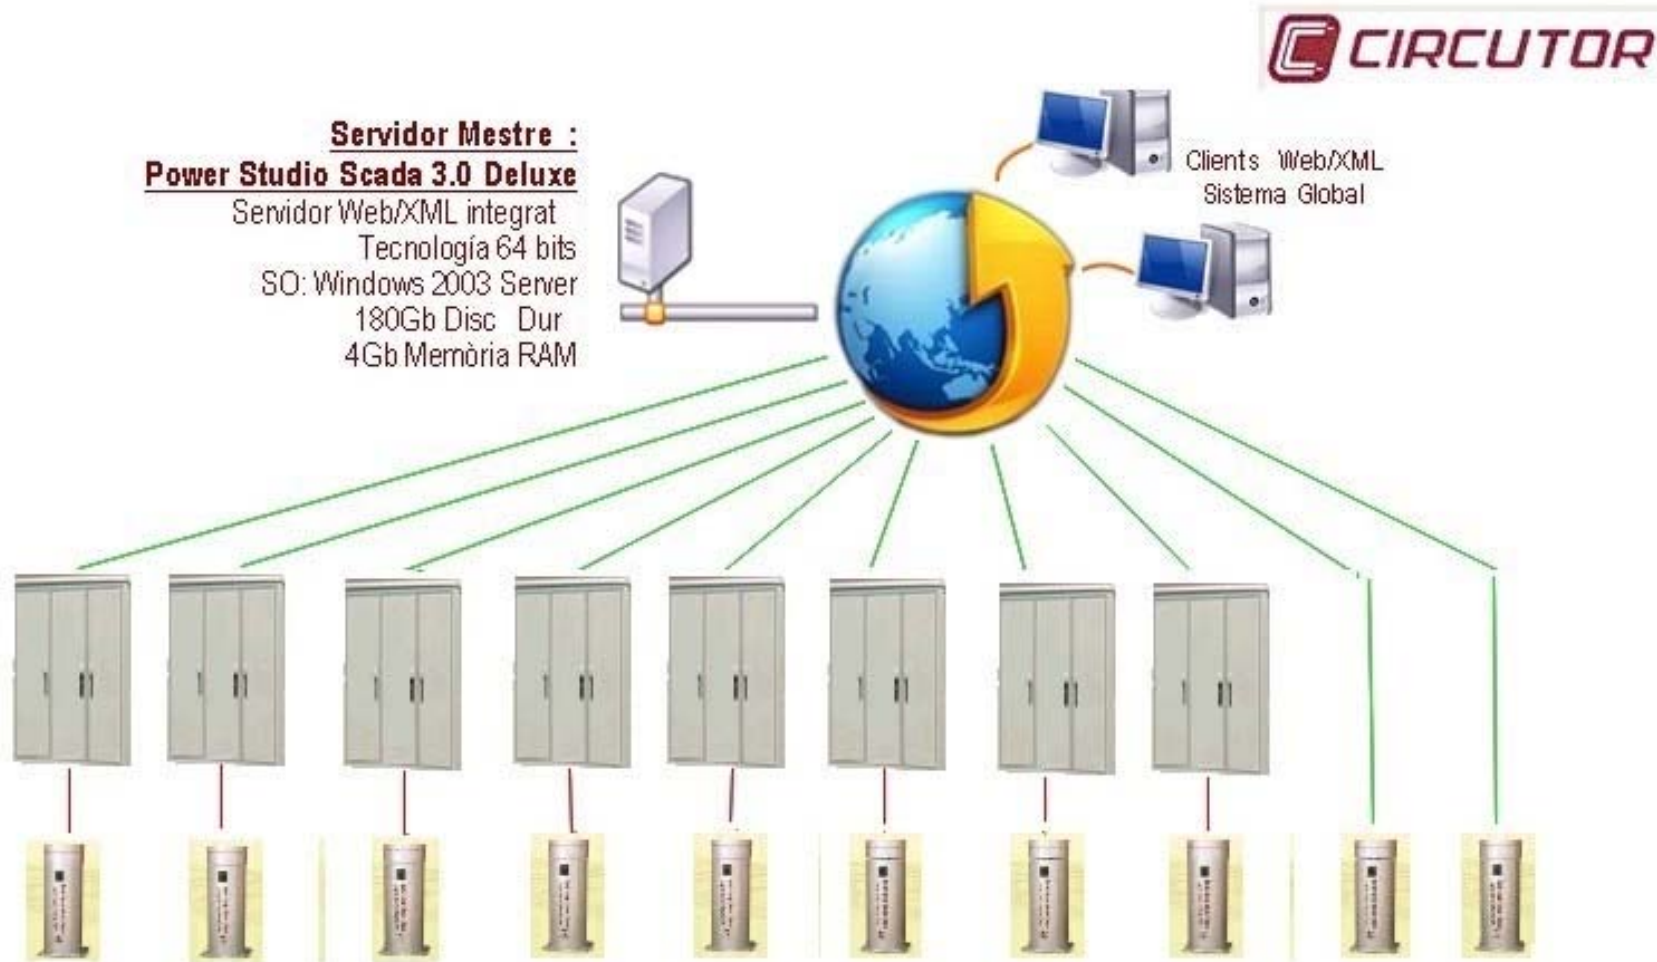 CIRCUTOR
Servidor Mestre :
Power Studio Scada 3.0 Deluxe
Servidor Web/XML integrat
Tecnología 64 bits
SO: Windows 2003 Server
180Gb Disc Dur
4Gb Memòria RAM
Clients Web/XML
Sistema Global